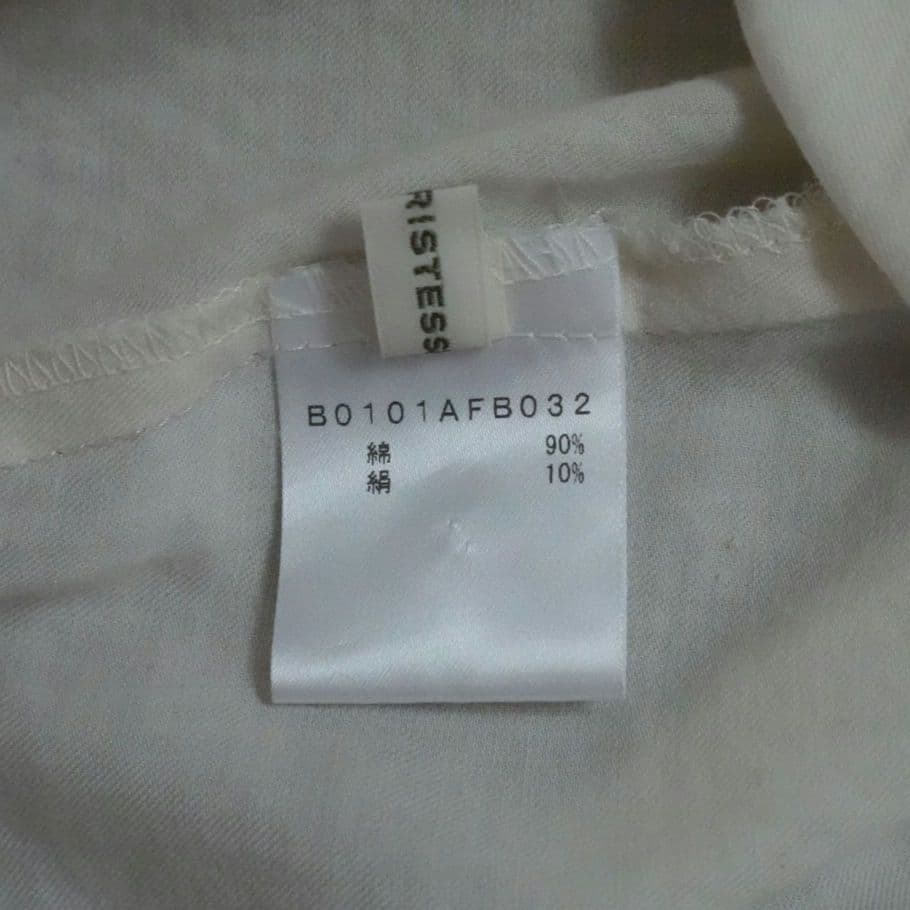 RISTESS
B0101AFB032
綿 90%
絹 10%